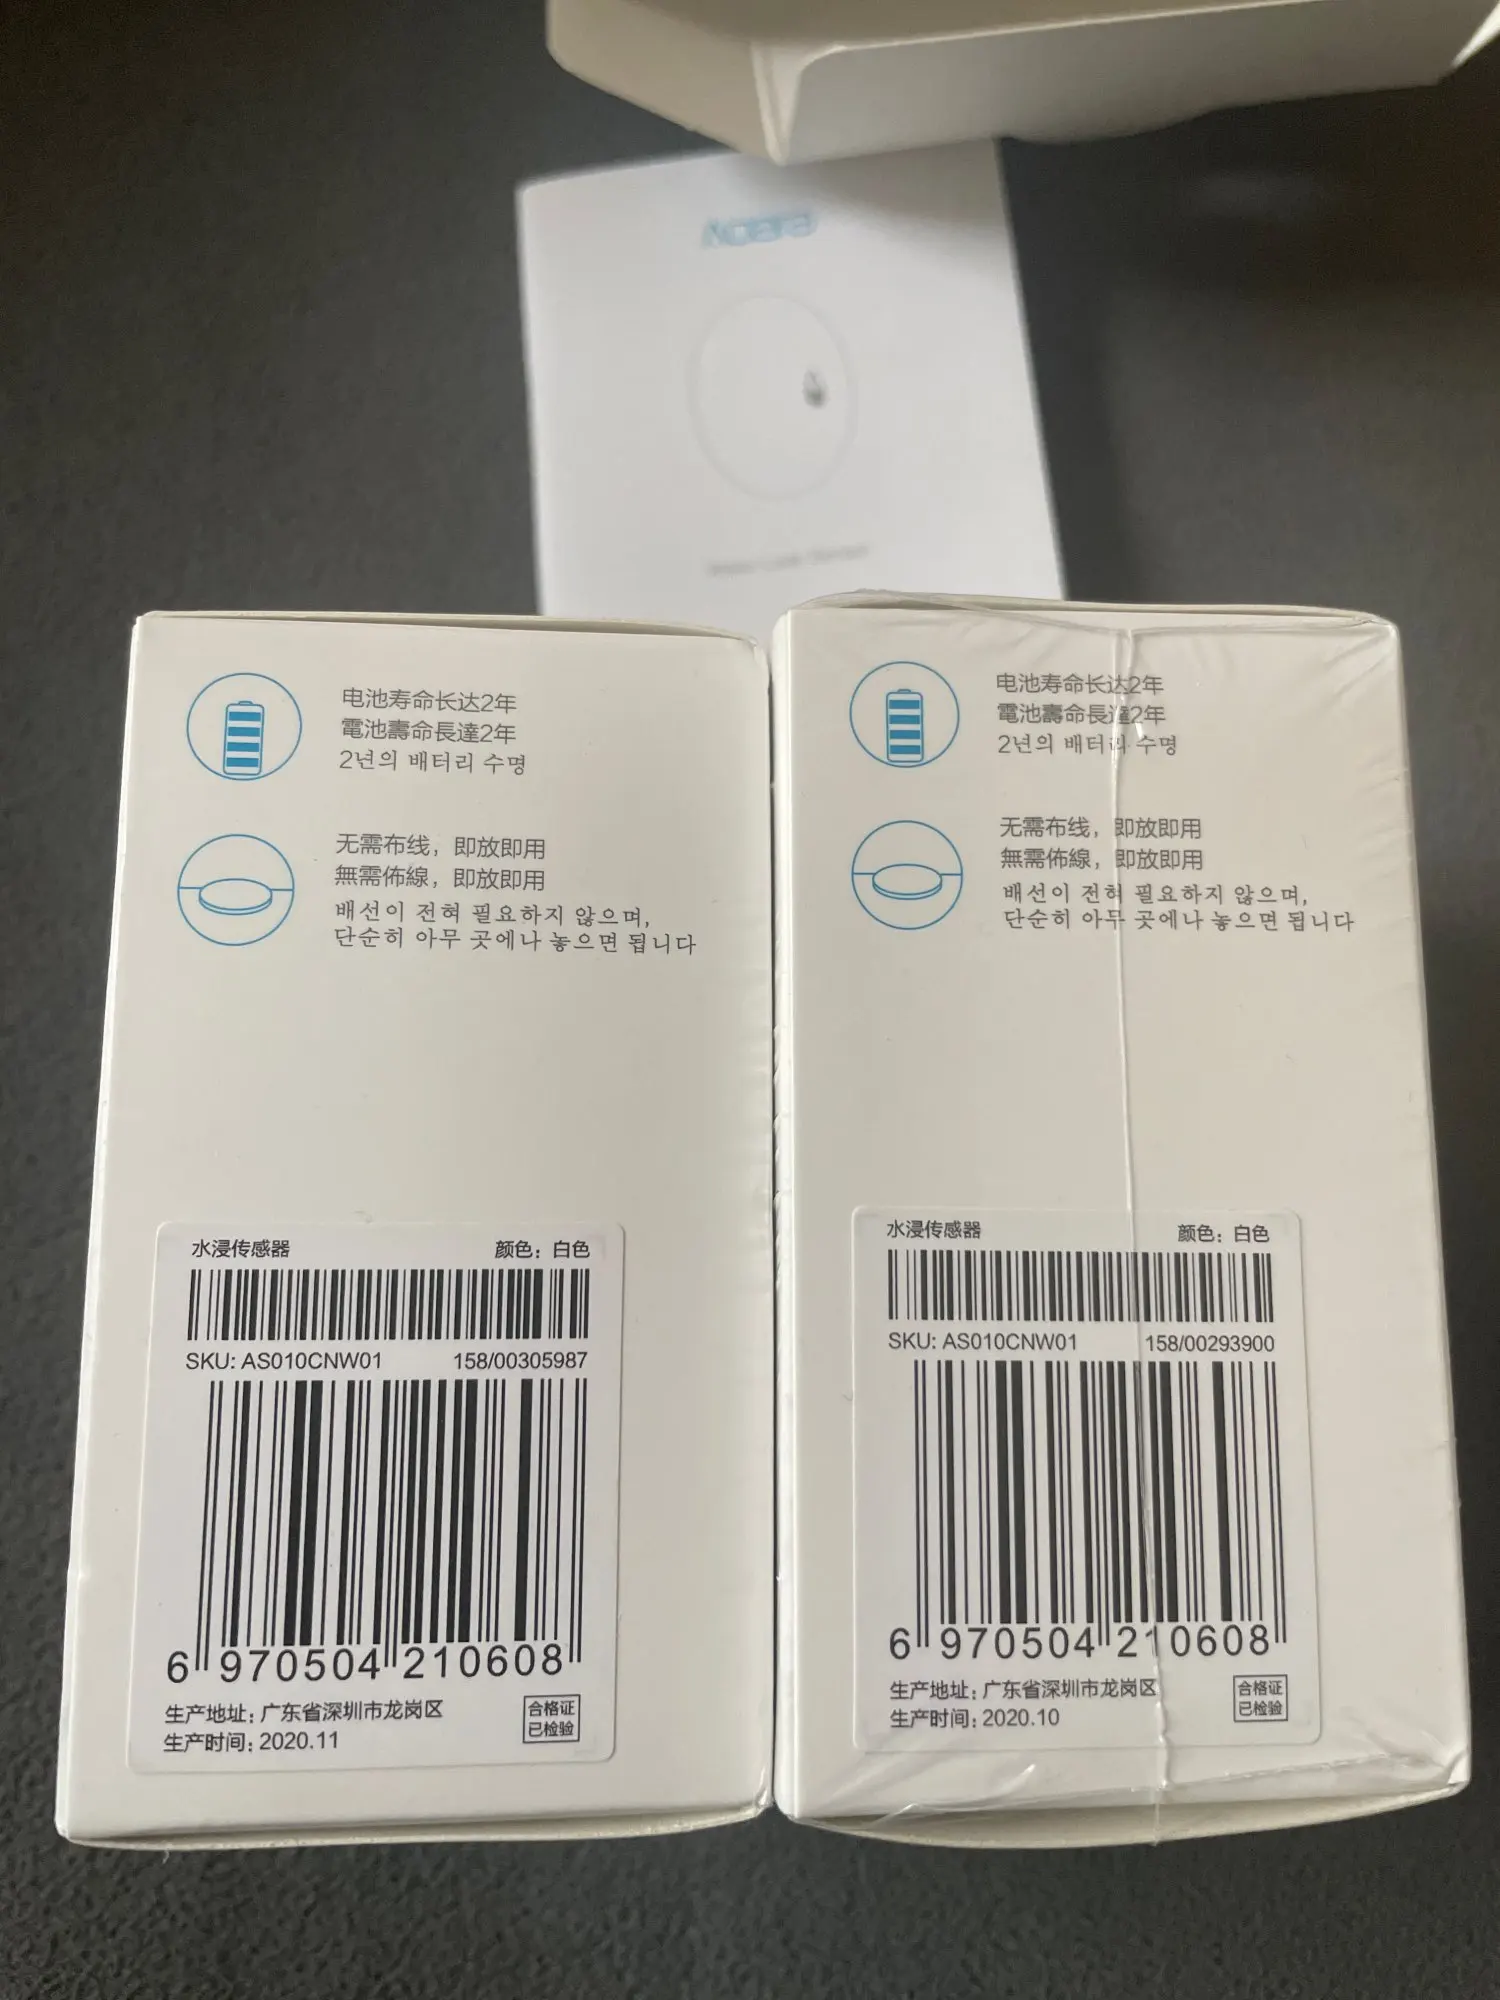 电池寿命长达2年
電池壽命長達2年
2년의 배터리 수명
无需布线，即放即用
無需佈線，即放即用
배선이 전혀 필요하지 않으며,
단순히 아무 곳에나 놓으면 됩니다
水浸传感器 颜色：白色
SKU: AS010CNW01 158/00305987
6 970504 210608
生产地址：广东省深圳市龙岗区
生产时间：2020.11
合格证
已检验
电池寿命长达2年
電池壽命長達2年
2년의 배터리 수명
无需布线，即放即用
無需佈線，即放即用
배선이 전혀 필요하지 않으며,
단순히 아무 곳에나 놓으면 됩니다
水浸传感器 颜色：白色
SKU: AS010CNW01 158/00293900
6 970504 210608
生产地址：广东省深圳市龙岗区
生产时间：2020.10
合格证
已检验